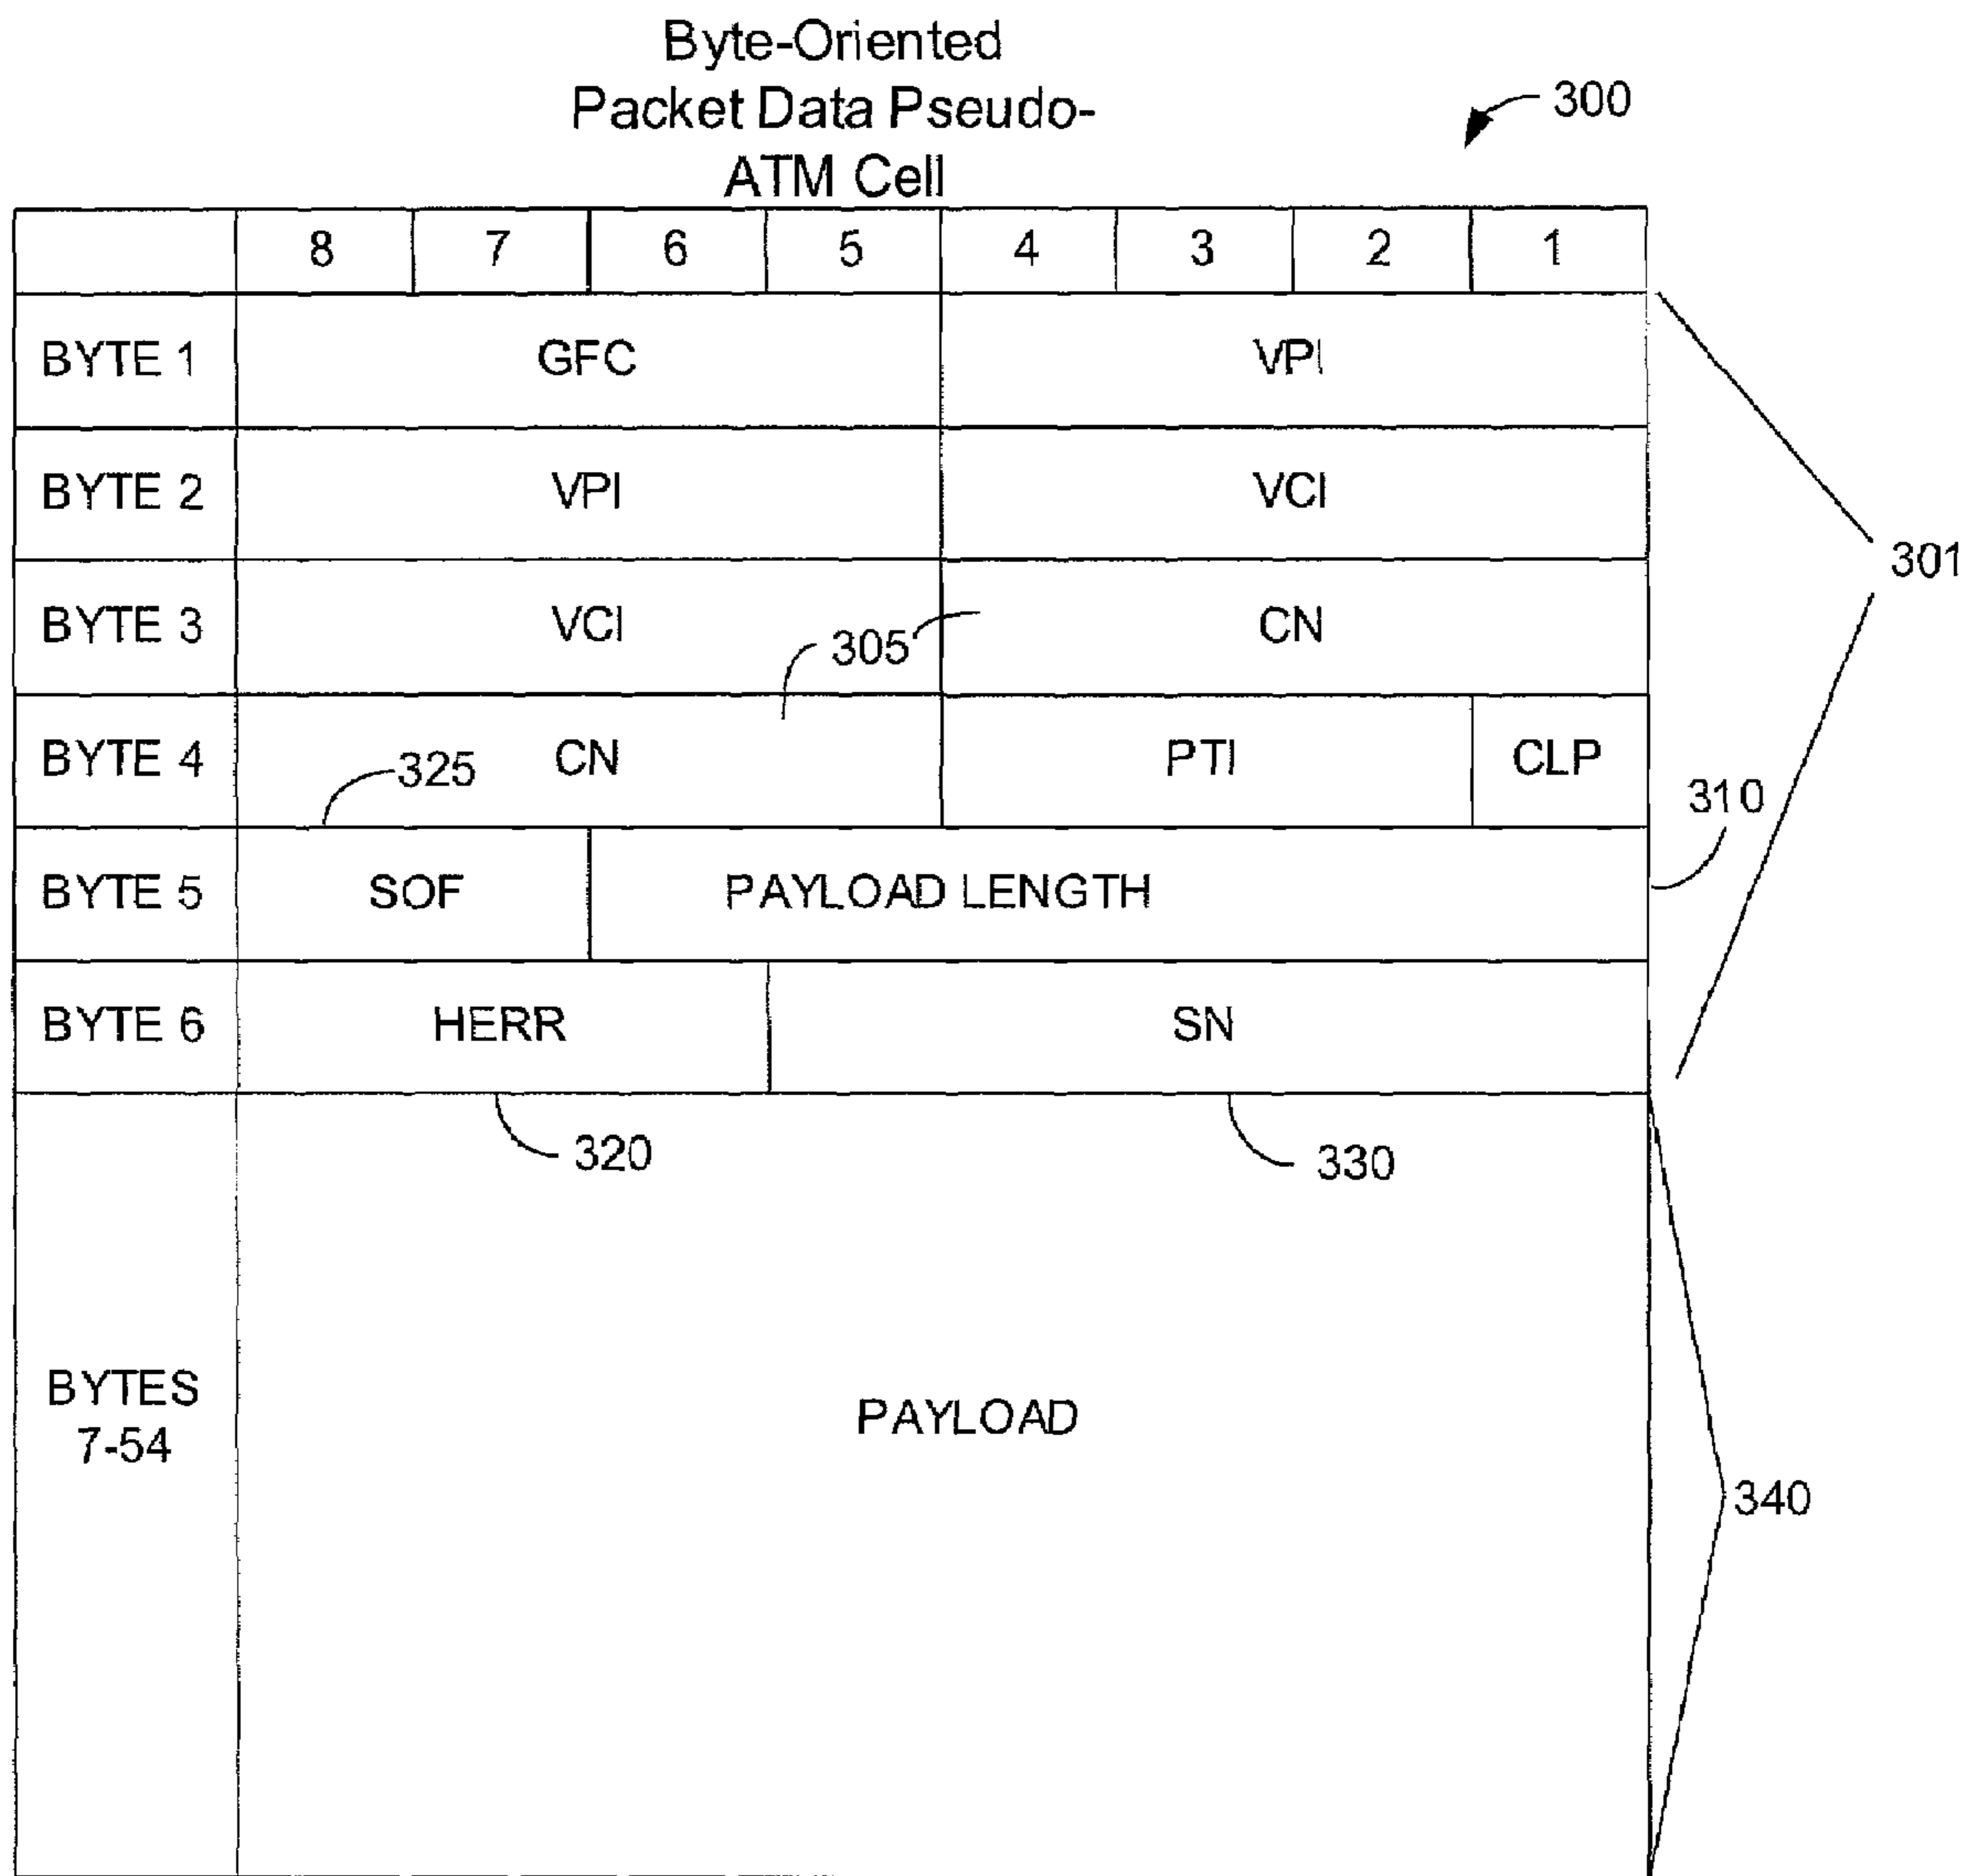 Byte-Oriented
Packet Data Pseudo-
ATM Cell
300
8 7 6 5 4 3 2 1
BYTE 1 GFC VPI
BYTE 2 VPI VCI
301
BYTE 3 VCI 305 CN
BYTE 4 325 CN PTI CLP
310
BYTE 5 SOF PAYLOAD LENGTH
BYTE 6 HERR SN
320 330
BYTES
7-54
PAYLOAD
340